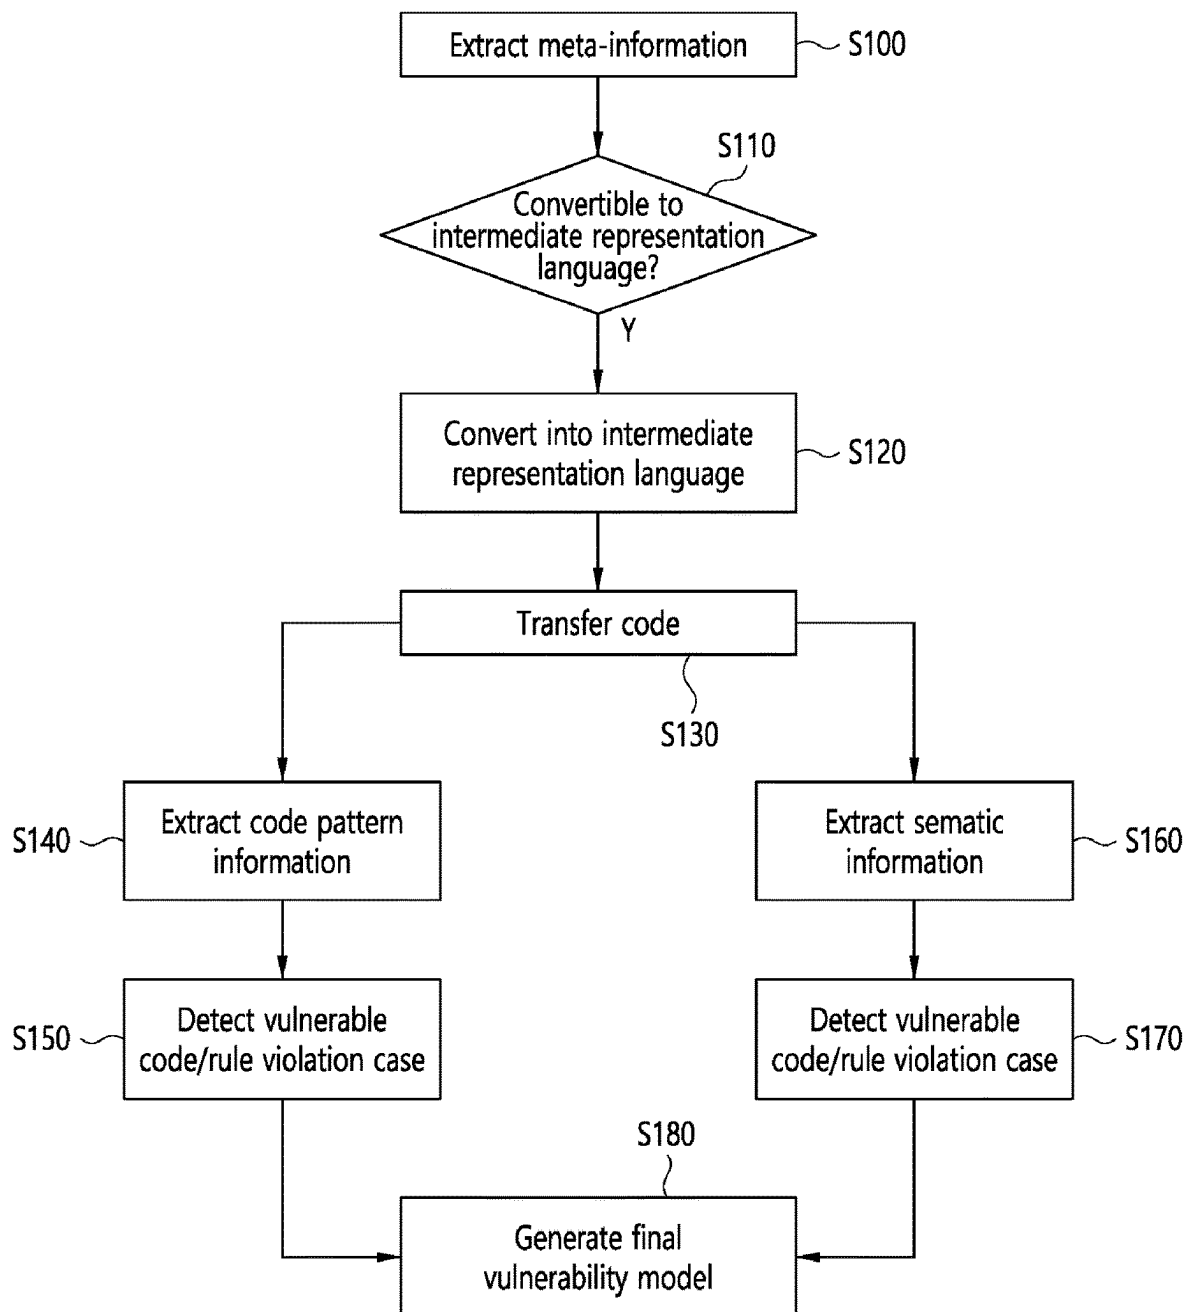 Extract meta-information
S100
S110
Convertible to
intermediate representation
language?
Y
Convert into intermediate
representation language
S120
Transfer code
S130
S140
Extract code pattern
information
Extract sematic
information
S160
S150
Detect vulnerable
code/rule violation case
Detect vulnerable
code/rule violation case
S170
S180
Generate final
vulnerability model